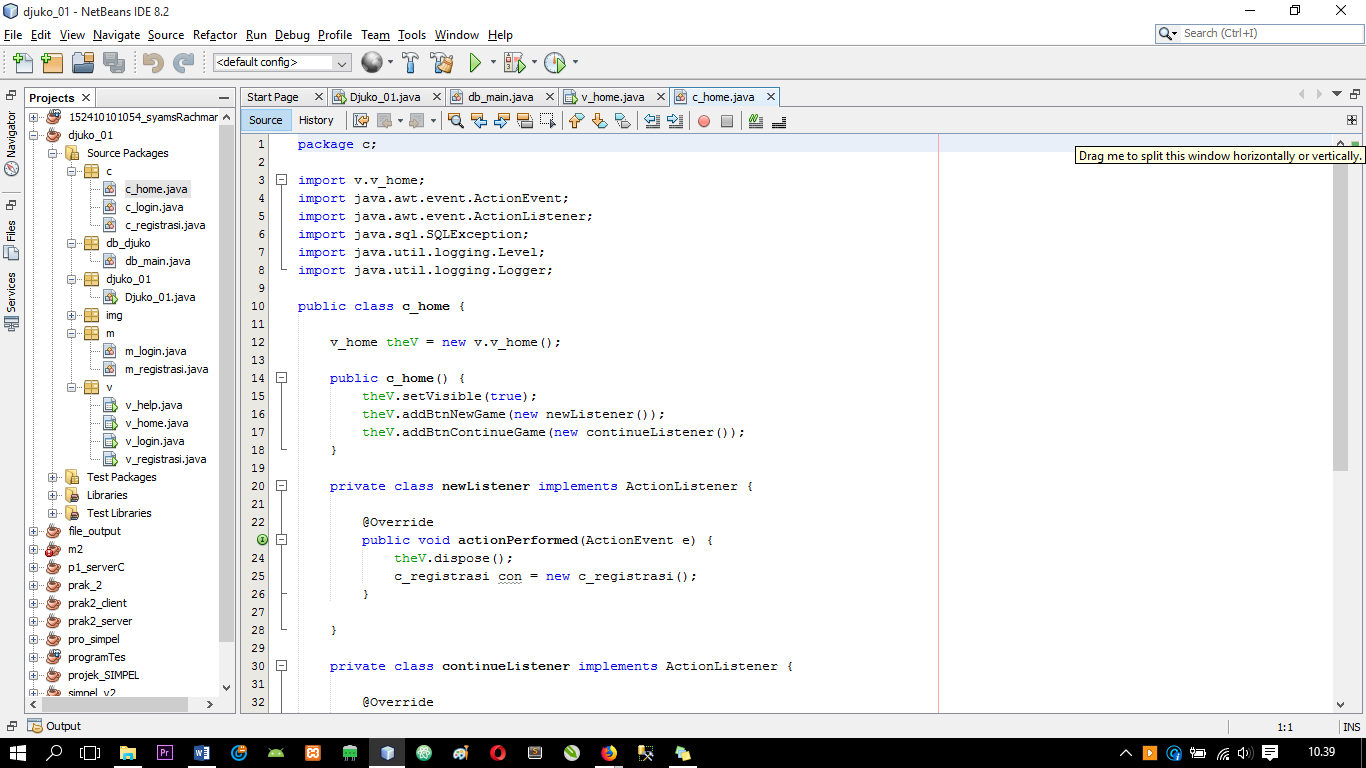 djuko_01 - NetBeans IDE 8.2
File Edit View Navigate Source Refactor Run Debug Profile Team Tools Window Help
Search (Ctrl+I)
<default config>
Projects
Navigator
Files
Services
152410101054_syamsRachmar
djuko_01
Source Packages
c
c_home.java
c_login.java
c_registrasi.java
db_djuko
db_main.java
djuko_01
Djuko_01.java
img
m
m_login.java
m_registrasi.java
v
v_help.java
v_home.java
v_login.java
v_registrasi.java
Test Packages
Libraries
Test Libraries
file_output
m2
p1_serverC
prak_2
prak2_client
prak2_server
pro_simpel
programTes
projek_SIMPEL
simpel_v2
Start Page Djuko_01.java db_main.java v_home.java c_home.java
Source History
Drag me to split this window horizontally or vertically.
1 package c;
2
3 import v.v_home;
4 import java.awt.event.ActionEvent;
5 import java.awt.event.ActionListener;
6 import java.sql.SQLException;
7 import java.util.logging.Level;
8 import java.util.logging.Logger;
9
10 public class c_home {
11
12 v_home theV = new v.v_home();
13
14 public c_home() {
15 theV.setVisible(true);
16 theV.addBtnNewGame(new newListener());
17 theV.addBtnContinueGame(new continueListener());
18 }
19
20 private class newListener implements ActionListener {
21
22 @Override
public void actionPerformed(ActionEvent e) {
24 theV.dispose();
25 c_registrasi con = new c_registrasi();
26 }
27
28 }
29
30 private class continueListener implements ActionListener {
31
32 @Override
Output
1:1 INS
10.39